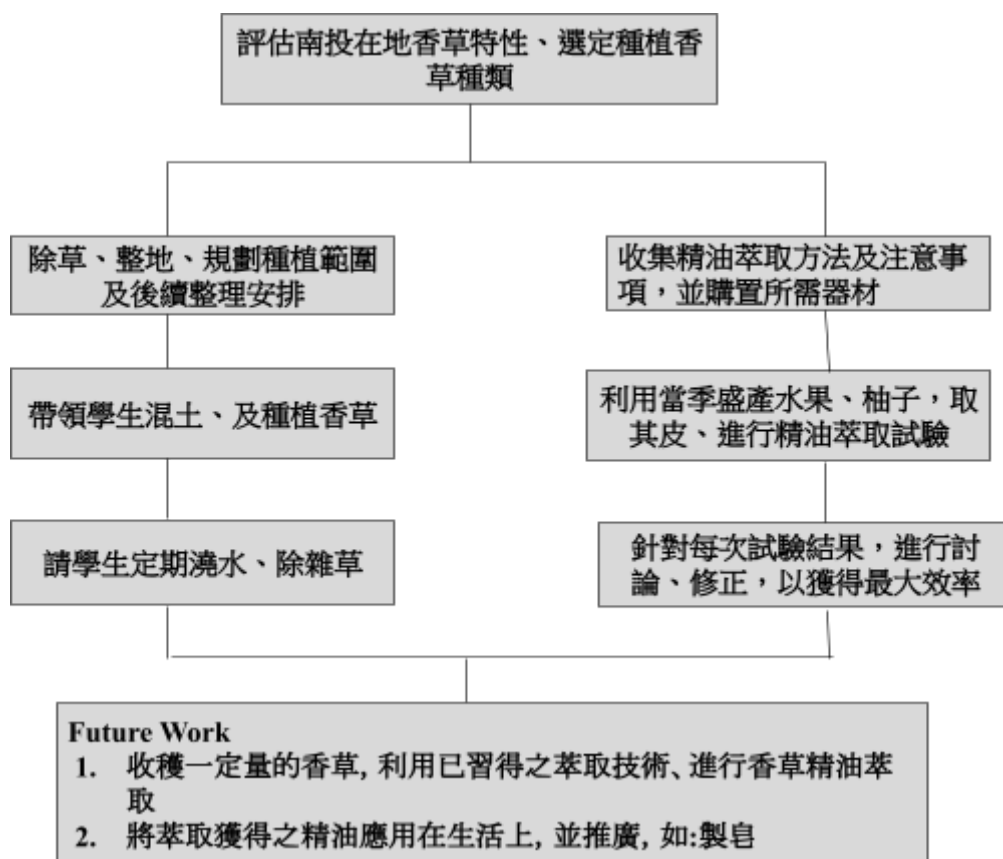 評估南投在地香草特性、選定種植香
草種類
除草、整地、規劃種植範圍
及後續整理安排
帶領學生混土、及種植香草
請學生定期澆水、除雜草
收集精油萃取方法及注意事
項，並購置所需器材
利用當季盛產水果、柚子，取
其皮、進行精油萃取試驗
針對每次試驗結果，進行討
論、修正，以獲得最大效率
Future Work
1. 收穫一定量的香草, 利用已習得之萃取技術、進行香草精油萃
取
2. 將萃取獲得之精油應用在生活上, 並推廣, 如:製皂